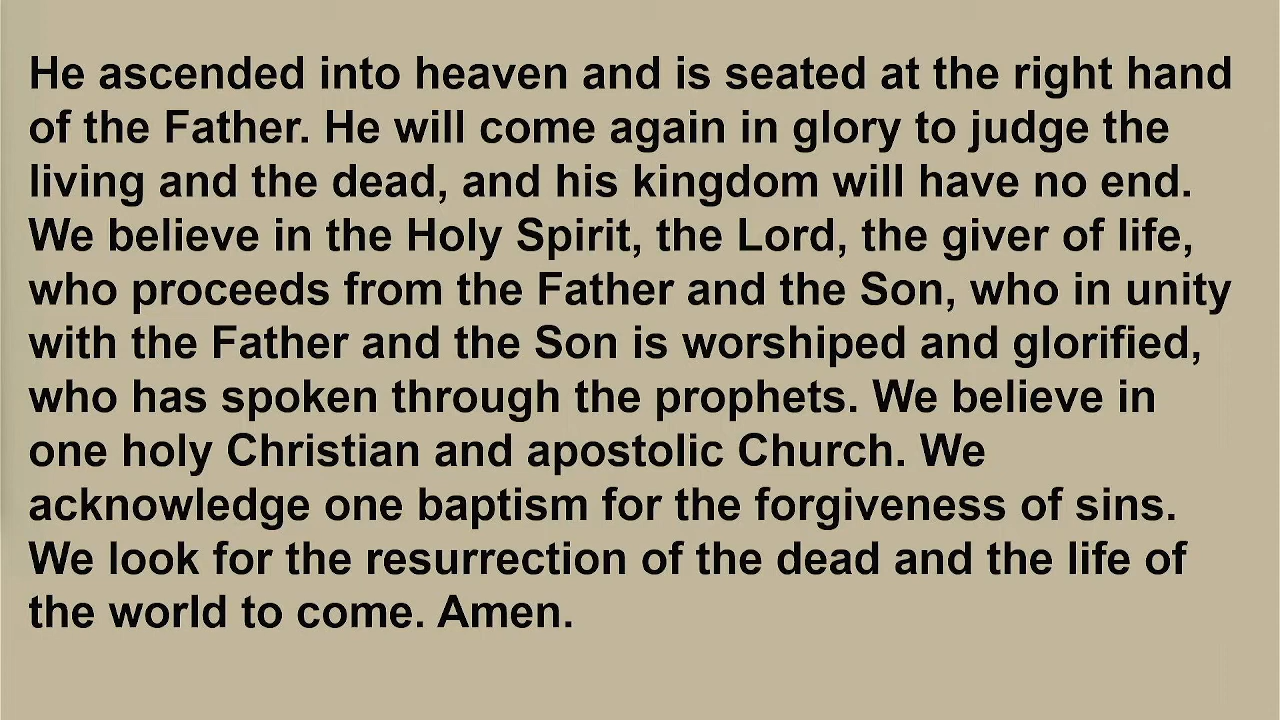 He ascended into heaven and is seated at the right hand
of the Father. He will come again in glory to judge the
living and the dead, and his kingdom will have no end.
We believe in the Holy Spirit, the Lord, the giver of life,
who proceeds from the Father and the Son, who in unity
with the Father and the Son is worshiped and glorified,
who has spoken through the prophets. We believe in
one holy Christian and apostolic Church. We
acknowledge one baptism for the forgiveness of sins.
We look for the resurrection of the dead and the life of
the world to come. Amen.